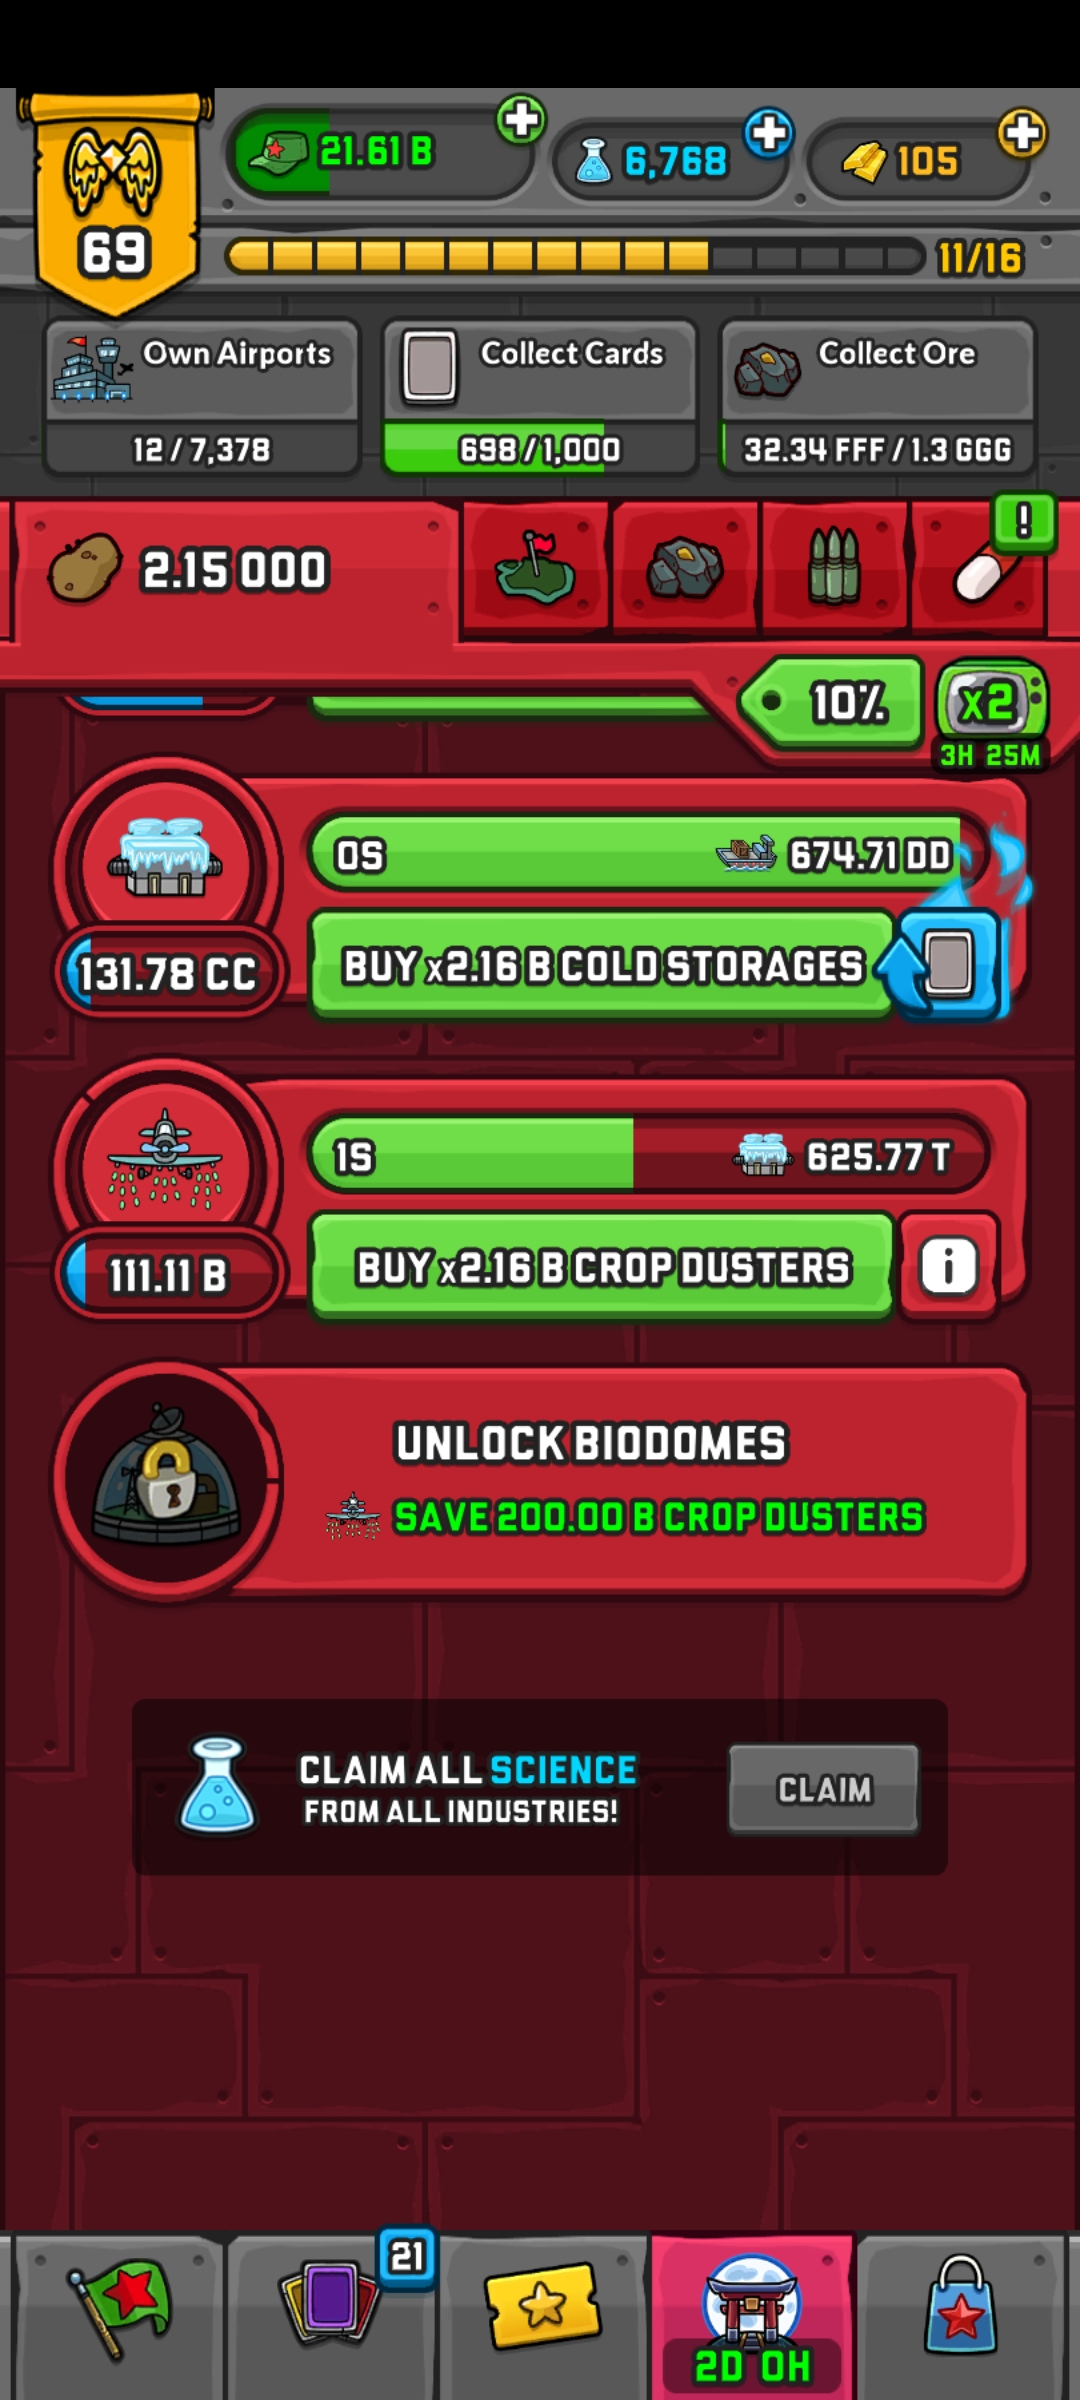 69
21.61 B
6,768
105
11/16
Own Airports
12 / 7,378
Collect Cards
698 / 1,000
Collect Ore
32.34 FFF / 1.3 GGG
2.15 OOO
!
10%
x2
3H 25M
0S
674.71 DD
131.78 CC
BUY x2.16 B COLD STORAGES
1S
625.77 T
111.11 B
BUY x2.16 B CROP DUSTERS
i
UNLOCK BIODOMES
SAVE 200.00 B CROP DUSTERS
CLAIM ALL SCIENCE
FROM ALL INDUSTRIES!
CLAIM
21
2D 0H